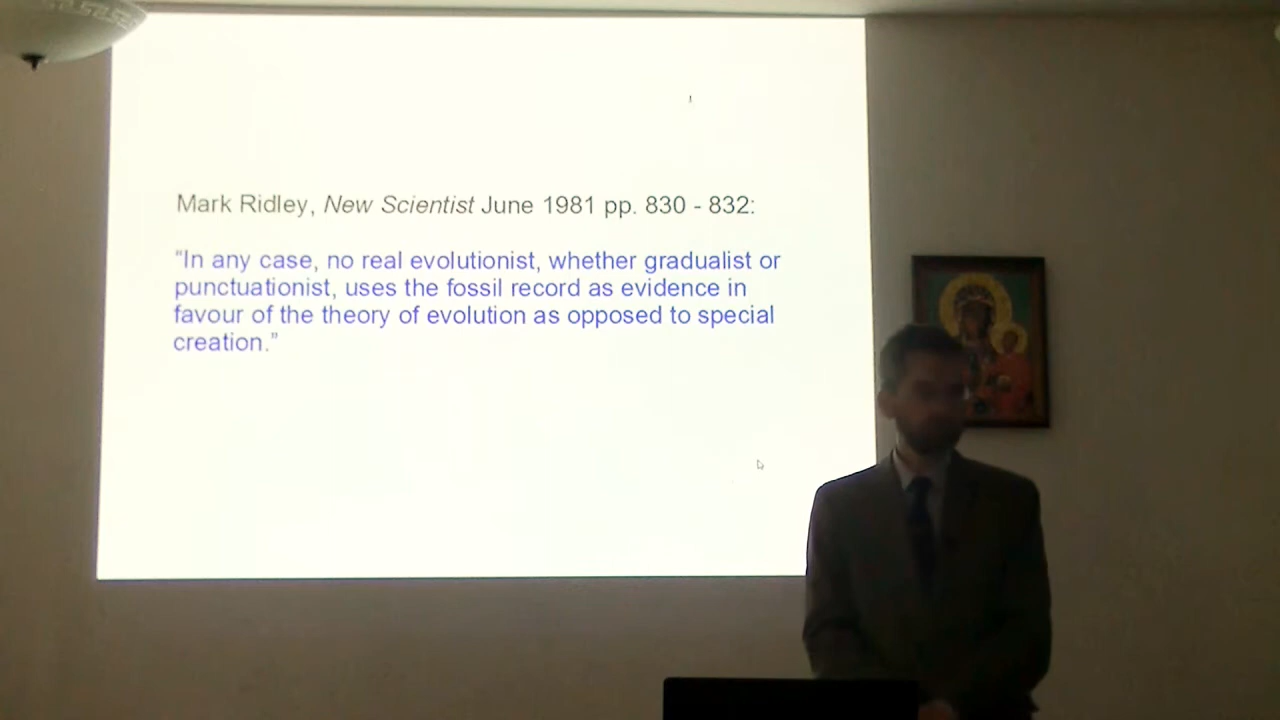 Mark Ridley, New Scientist June 1981 pp. 830 - 832:
"In any case, no real evolutionist, whether gradualist or
punctuationist, uses the fossil record as evidence in
favour of the theory of evolution as opposed to special
creation."